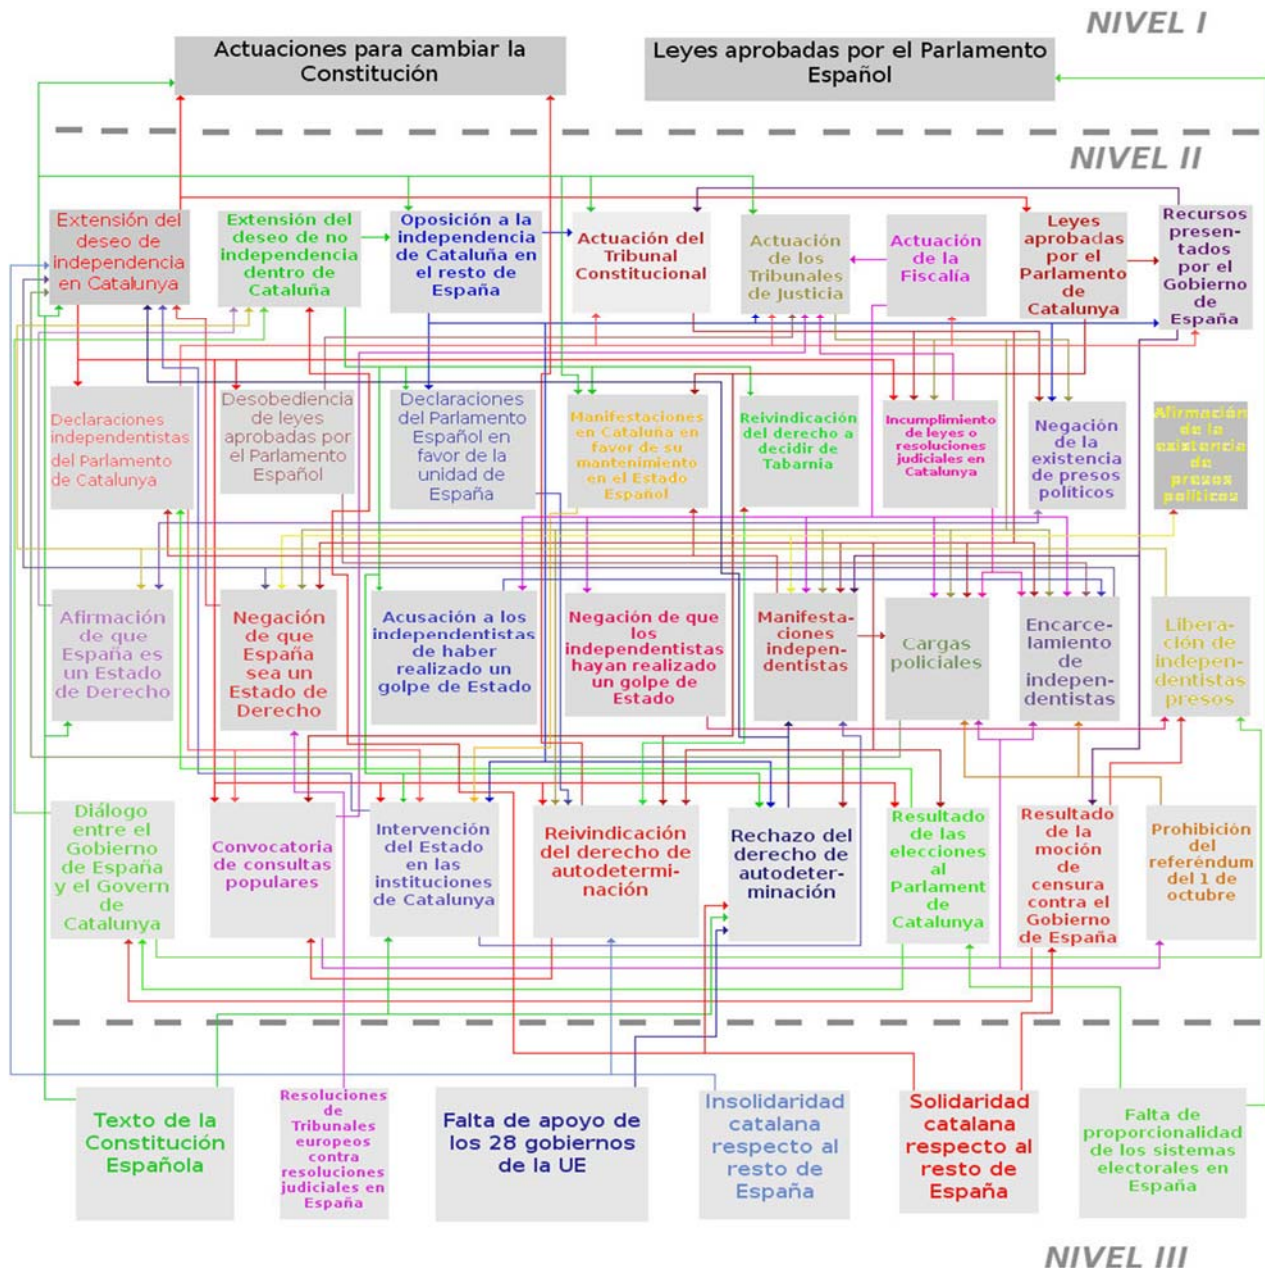 NIVEL I
Actuaciones para cambiar la
Constitución
Leyes aprobadas por el Parlamento
Español
NIVEL II
Extensión del
deseo de
independencia
en Catalunya
Extensión del
deseo de no
independencia
dentro de
Cataluña
Oposición a la
independencia
de Cataluña en
el resto de
España
Actuación del
Tribunal
Constitucional
Actuación
de los
Tribunales
de Justicia
Actuación
de la
Fiscalía
Leyes
aprobadas
por el
Parlamento
de
Catalunya
Recursos
presen-
tados
por el
Gobierno
de
España
Declaraciones
independentistas
del Parlamento
de Catalunya
Desobediencia
de leyes
aprobadas por
el Parlamento
Español
Declaraciones
del Parlamento
Español en
favor de la
unidad de
España
Manifestaciones
en Cataluña en
favor de su
mantenimiento
en el Estado
Español
Reivindicación
del derecho a
decidir de
Tabarnia
Incumplimiento
de leyes o
resoluciones
judiciales en
Catalunya
Negación
de la
existencia
de presos
políticos
Afirmación
de la
existencia
de
presos
políticos
Afirmación
de que
España es
un Estado
de Derecho
Negación
de que
España
sea un
Estado de
Derecho
Acusación a los
independentistas
de haber
realizado un
golpe de Estado
Negación de que
los
independentistas
hayan realizado
un golpe de
Estado
Manifesta-
ciones
indepen-
dentistas
Cargas
policiales
Encarce-
lamiento
de
indepen-
dentistas
Libera-
ción de
indepen-
dentistas
presos
Diálogo
entre el
Gobierno
de España
y el Govern
de
Catalunya
Convocatoria
de consultas
populares
Intervención
del Estado
en las
instituciones
de Catalunya
Reivindicación
del derecho de
autodetermi-
nación
Rechazo del
derecho de
autodeter-
minación
Resultado
de las
elecciones
al
Parlament
de
Catalunya
Resultado
de la
moción
de
censura
contra el
Gobierno
de España
Prohibición
del
referéndum
del 1 de
octubre
Texto de la
Constitución
Española
Resoluciones
de
Tribunales
europeos
contra
resoluciones
judiciales en
España
Falta de apoyo de
los 28 gobiernos
de la UE
Insolidaridad
catalana
respecto al
resto de
España
Solidaridad
catalana
respecto al
resto de
España
Falta de
proporcionalidad
de los sistemas
electorales en
España
NIVEL III